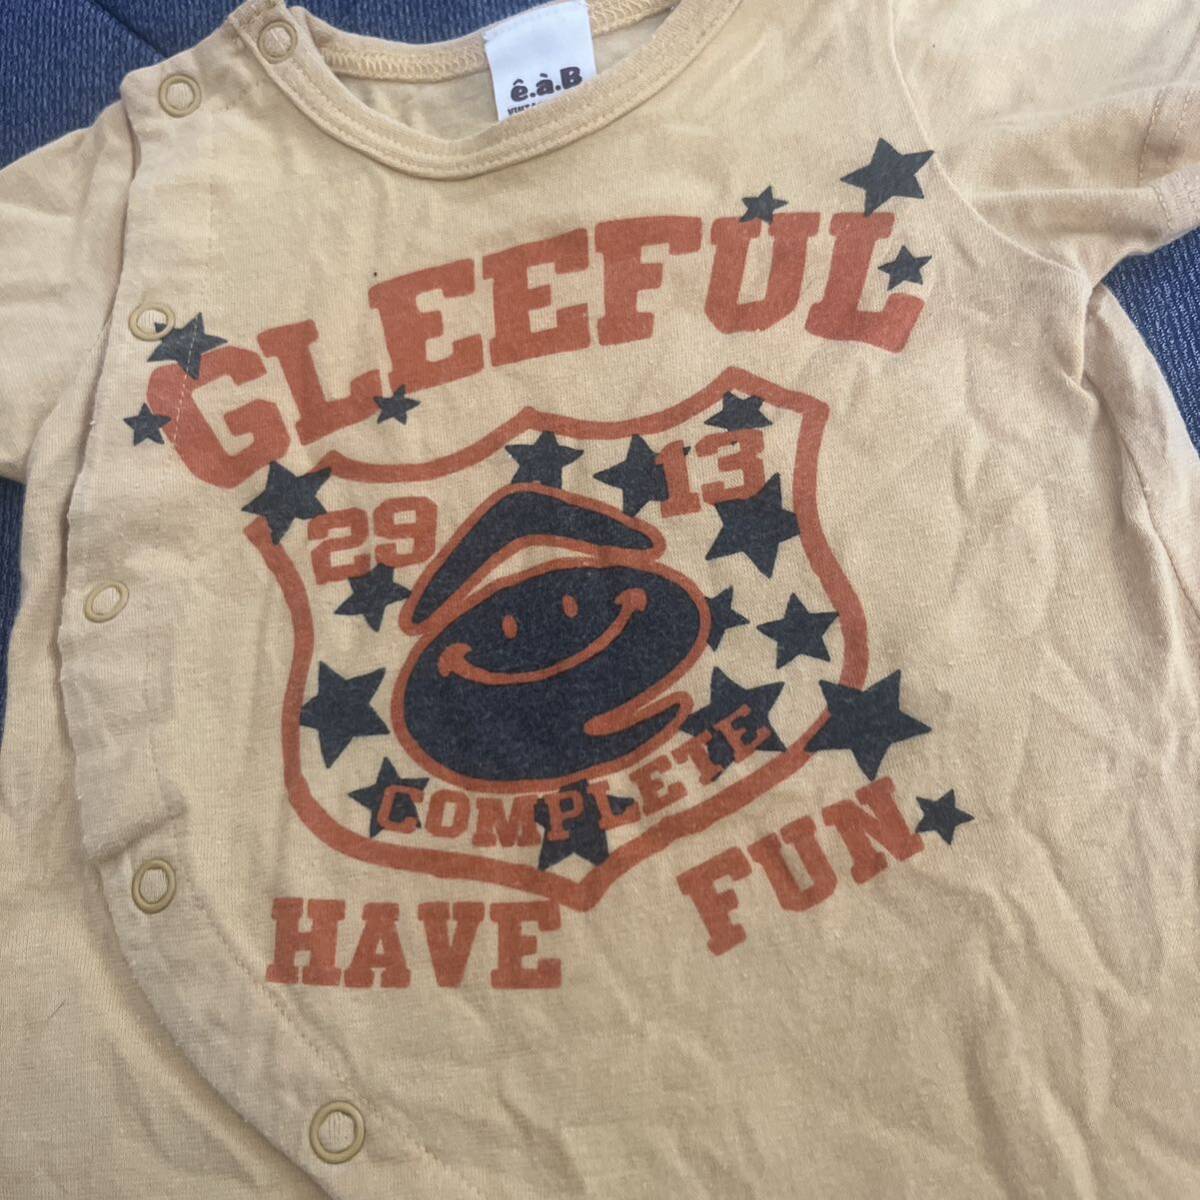 ê.à.B
GLEEFUL
29 13
COMPLETE
HAVE FUN